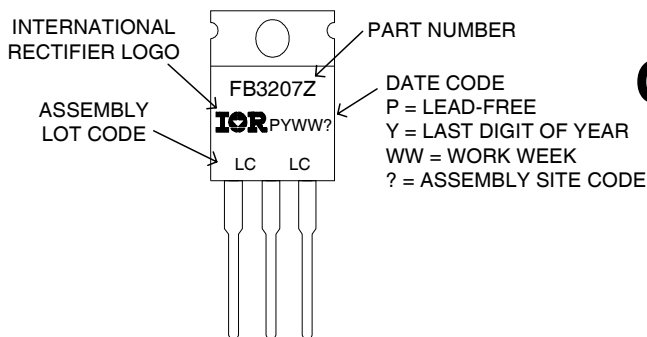 INTERNATIONAL
RECTIFIER LOGO
PART NUMBER
FB3207Z
ASSEMBLY
LOT CODE
IOR PYWW?
LC LC
DATE CODE
P = LEAD-FREE
Y = LAST DIGIT OF YEAR
WW = WORK WEEK
? = ASSEMBLY SITE CODE